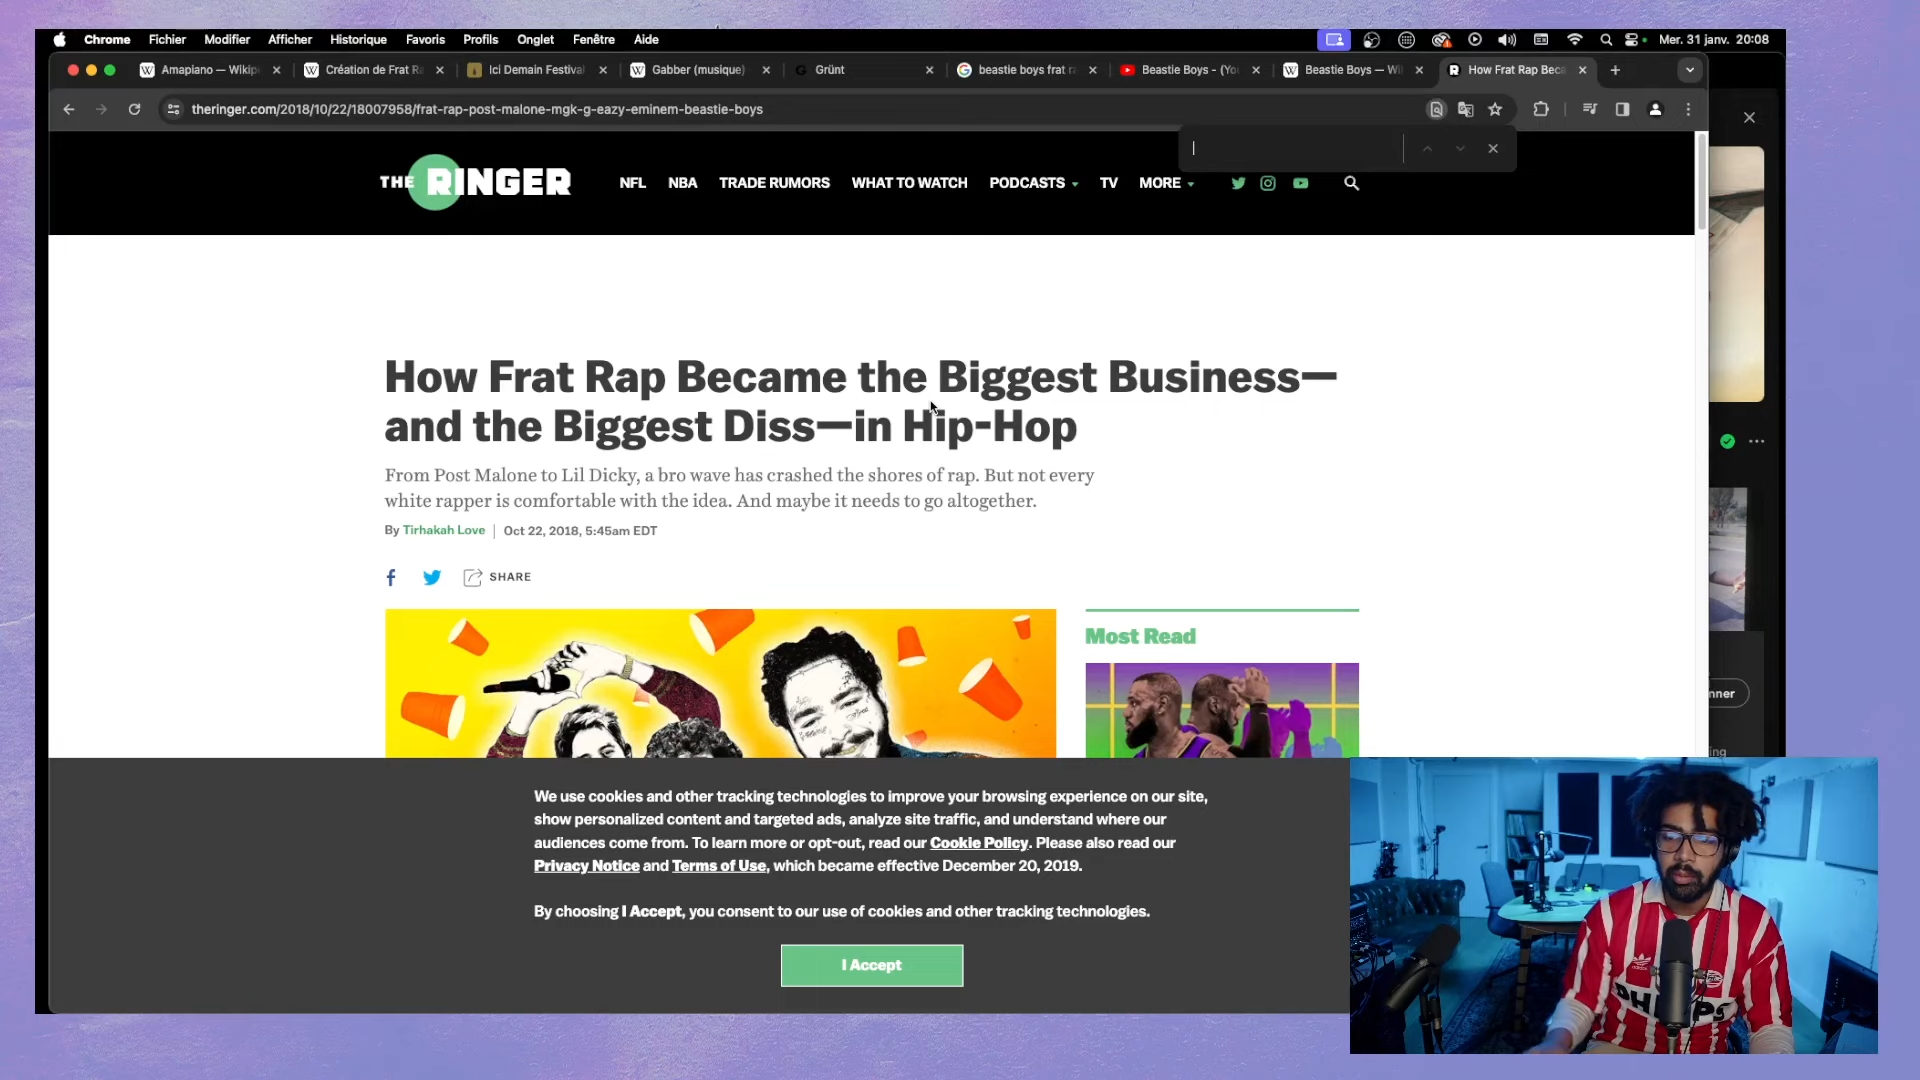 Chrome Fichier Modifier Afficher Historique Favoris Profils Onglet Fenêtre Aide Mer. 31 janv. 20:08
Amapiano — Wikip Création de Frat R Ici Demain Festival Gabber (musique) Grünt beastie boys frat r Beastie Boys - (Yo Beastie Boys — Wi How Frat Rap Beca
theringer.com/2018/10/22/18007958/frat-rap-post-malone-mgk-g-eazy-eminem-beastie-boys
THE RINGER NFL NBA TRADE RUMORS WHAT TO WATCH PODCASTS TV MORE
How Frat Rap Became the Biggest Business—
and the Biggest Diss—in Hip-Hop
From Post Malone to Lil Dicky, a bro wave has crashed the shores of rap. But not every
white rapper is comfortable with the idea. And maybe it needs to go altogether.
By Tirhakah Love | Oct 22, 2018, 5:45am EDT
SHARE
Most Read
nner
ing
We use cookies and other tracking technologies to improve your browsing experience on our site,
show personalized content and targeted ads, analyze site traffic, and understand where our
audiences come from. To learn more or opt-out, read our Cookie Policy. Please also read our
Privacy Notice and Terms of Use, which became effective December 20, 2019.
By choosing I Accept, you consent to our use of cookies and other tracking technologies.
I Accept